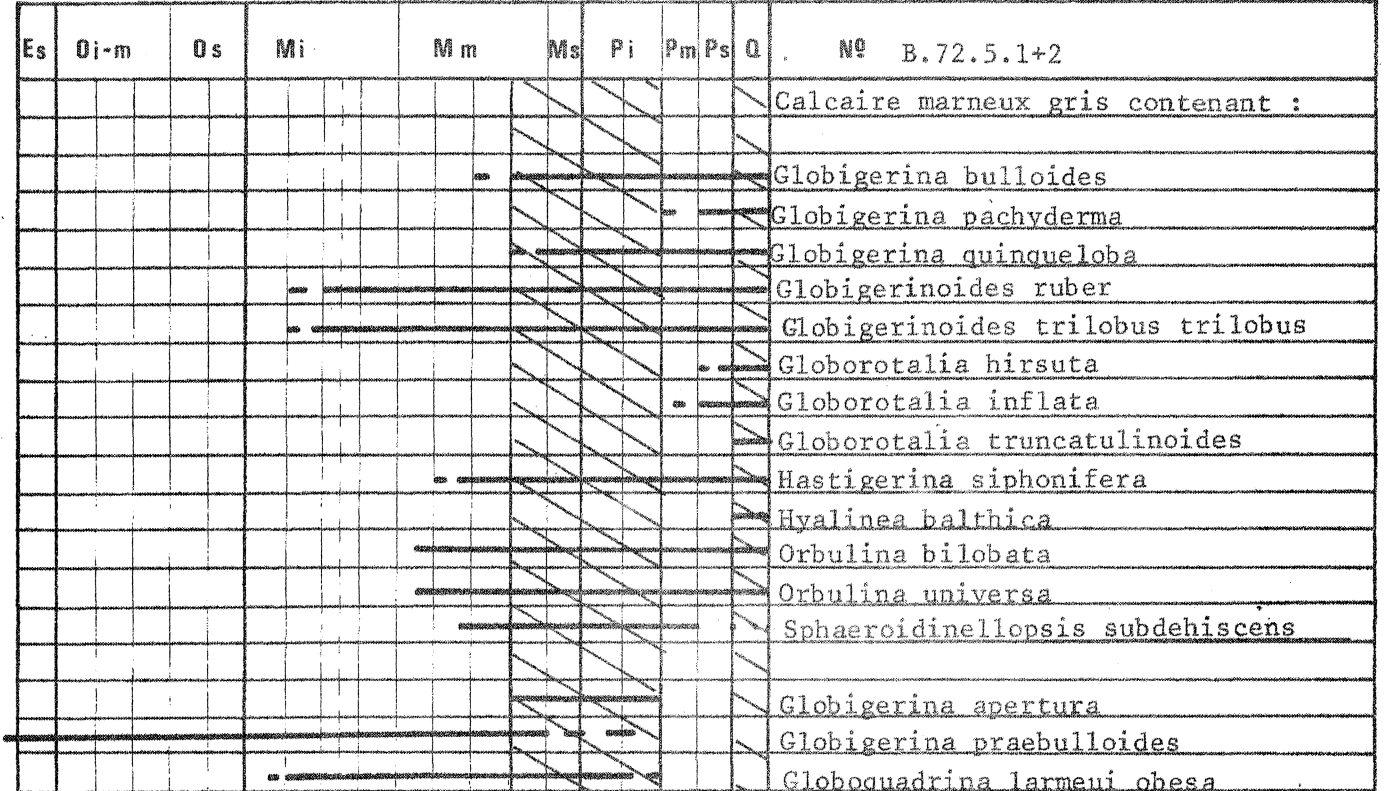 Es Oi-m Os Mi Mm Ms Pi Pm Ps Q Nº B.72.5.1+2
Calcaire marneux gris contenant :
Globigerina bulloides
Globigerina pachyderma
Globigerina quinqueloba
Globigerinoides ruber
Globigerinoides trilobus trilobus
Globorotalia hirsuta
Globorotalia inflata
Globorotalia truncatulinoides
Hastigerina siphonifera
Hyalinea balthica
Orbulina bilobata
Orbulina universa
Sphaeroidinellopsis subdehiscens
Globigerina apertura
Globigerina praebulloides
Globoquadrina larmeui obesa